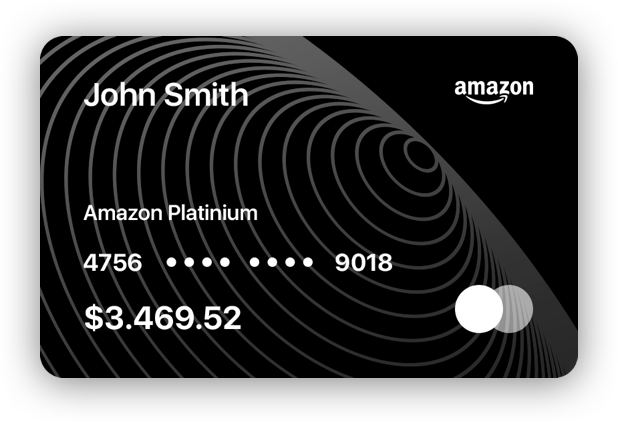 John Smith
amazon
Amazon Platinium
4756 •••• •••• 9018
$3.469.52